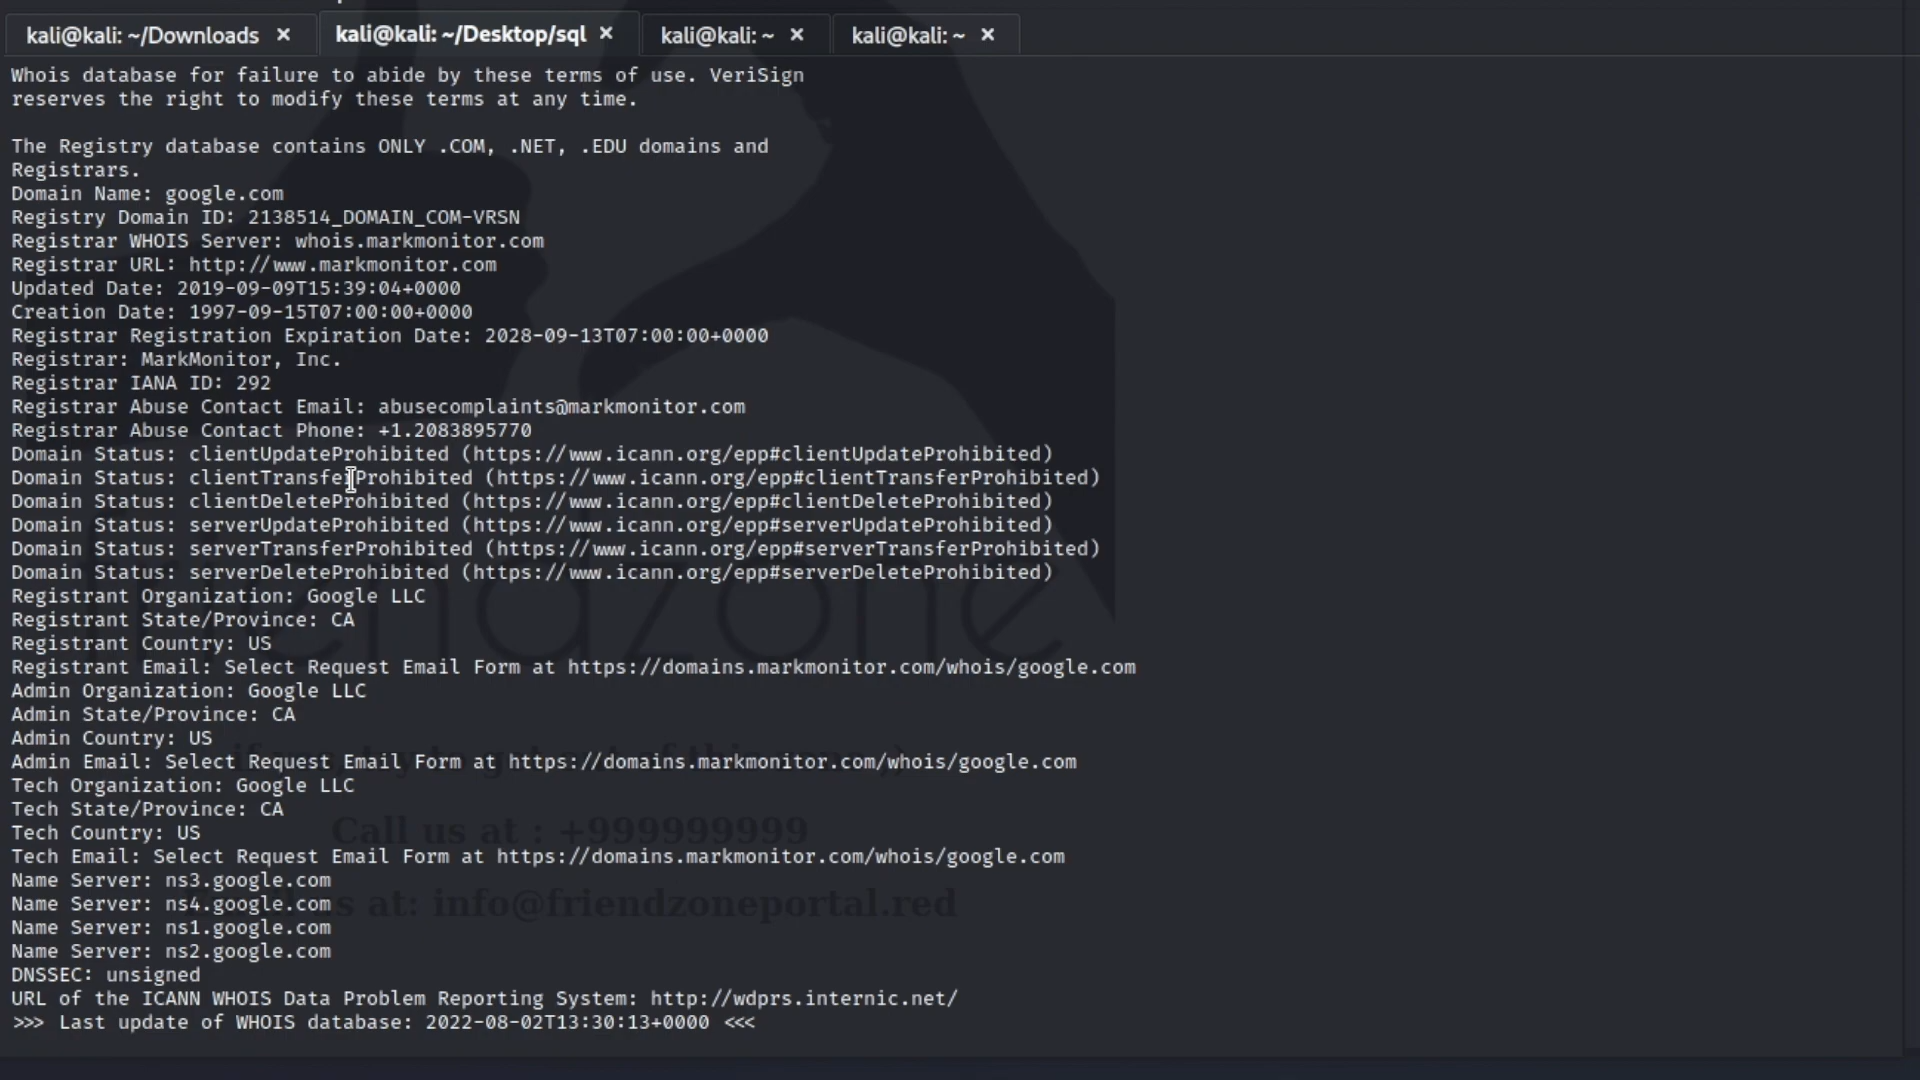 kali@kali: ~/Downloads ×
kali@kali: ~/Desktop/sql ×
kali@kali: ~ ×
kali@kali: ~ ×
Whois database for failure to abide by these terms of use. VeriSign
reserves the right to modify these terms at any time.
The Registry database contains ONLY .COM, .NET, .EDU domains and
Registrars.
Domain Name: google.com
Registry Domain ID: 2138514_DOMAIN_COM-VRSN
Registrar WHOIS Server: whois.markmonitor.com
Registrar URL: http://www.markmonitor.com
Updated Date: 2019-09-09T15:39:04+0000
Creation Date: 1997-09-15T07:00:00+0000
Registrar Registration Expiration Date: 2028-09-13T07:00:00+0000
Registrar: MarkMonitor, Inc.
Registrar IANA ID: 292
Registrar Abuse Contact Email: abusecomplaints@markmonitor.com
Registrar Abuse Contact Phone: +1.2083895770
Domain Status: clientUpdateProhibited (https://www.icann.org/epp#clientUpdateProhibited)
Domain Status: clientTransferProhibited (https://www.icann.org/epp#clientTransferProhibited)
Domain Status: clientDeleteProhibited (https://www.icann.org/epp#clientDeleteProhibited)
Domain Status: serverUpdateProhibited (https://www.icann.org/epp#serverUpdateProhibited)
Domain Status: serverTransferProhibited (https://www.icann.org/epp#serverTransferProhibited)
Domain Status: serverDeleteProhibited (https://www.icann.org/epp#serverDeleteProhibited)
Registrant Organization: Google LLC
friendzone
Registrant State/Province: CA
Registrant Country: US
Registrant Email: Select Request Email Form at https://domains.markmonitor.com/whois/google.com
Admin Organization: Google LLC
Admin State/Province: CA
Admin Country: US
Admin Email: Select Request Email Form at https://domains.markmonitor.com/whois/google.com
Tech Organization: Google LLC
Tech State/Province: CA
Tech Country: US
Call us at : +999999999
Tech Email: Select Request Email Form at https://domains.markmonitor.com/whois/google.com
Name Server: ns3.google.com
Name Server: ns4.google.com
us at: info@friendzoneportal.red
Name Server: ns1.google.com
Name Server: ns2.google.com
DNSSEC: unsigned
URL of the ICANN WHOIS Data Problem Reporting System: http://wdprs.internic.net/
>>> Last update of WHOIS database: 2022-08-02T13:30:13+0000 <<<